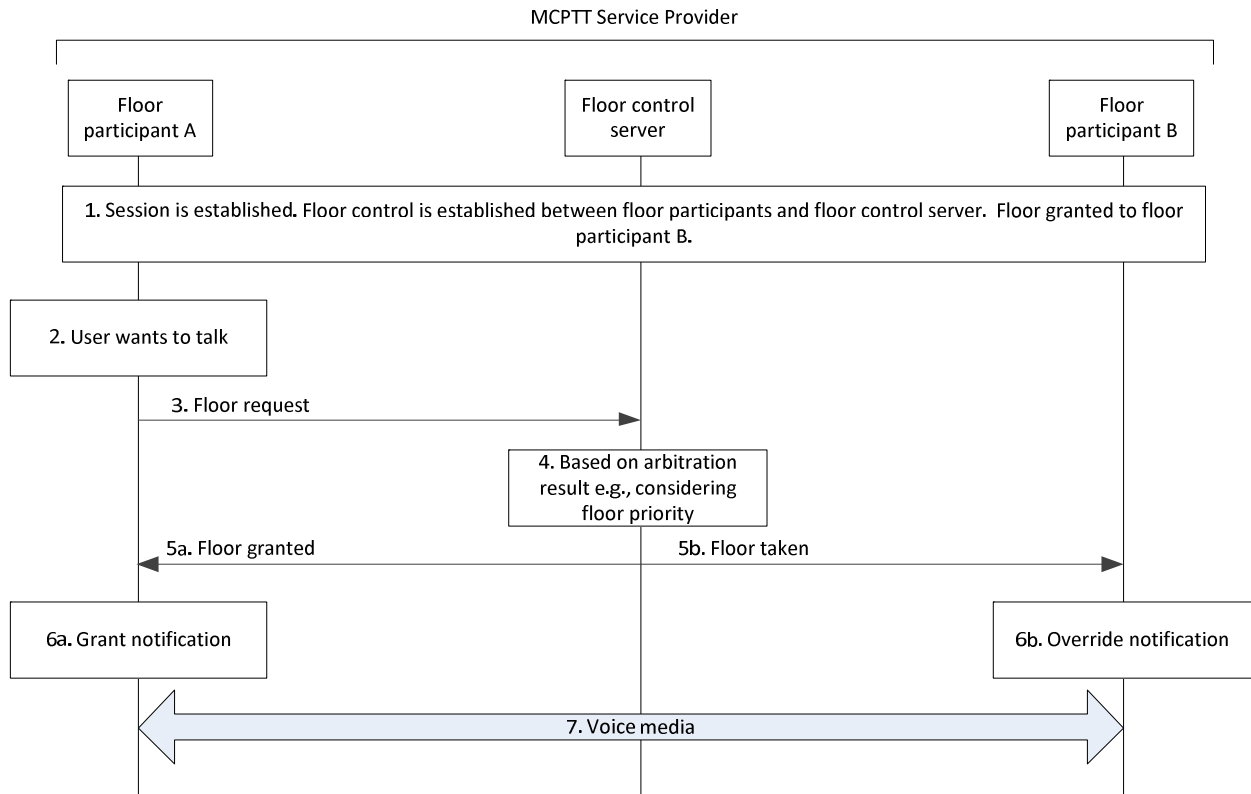 MCPTT Service Provider
Floor
participant A
Floor control
server
Floor
participant B
1. Session is established. Floor control is established between floor participants and floor control server.  Floor granted to floor
participant B.
2. User wants to talk
3. Floor request
4. Based on arbitration
result e.g., considering
floor priority
5a. Floor granted
5b. Floor taken
6a. Grant notification
6b. Override notification
7. Voice media